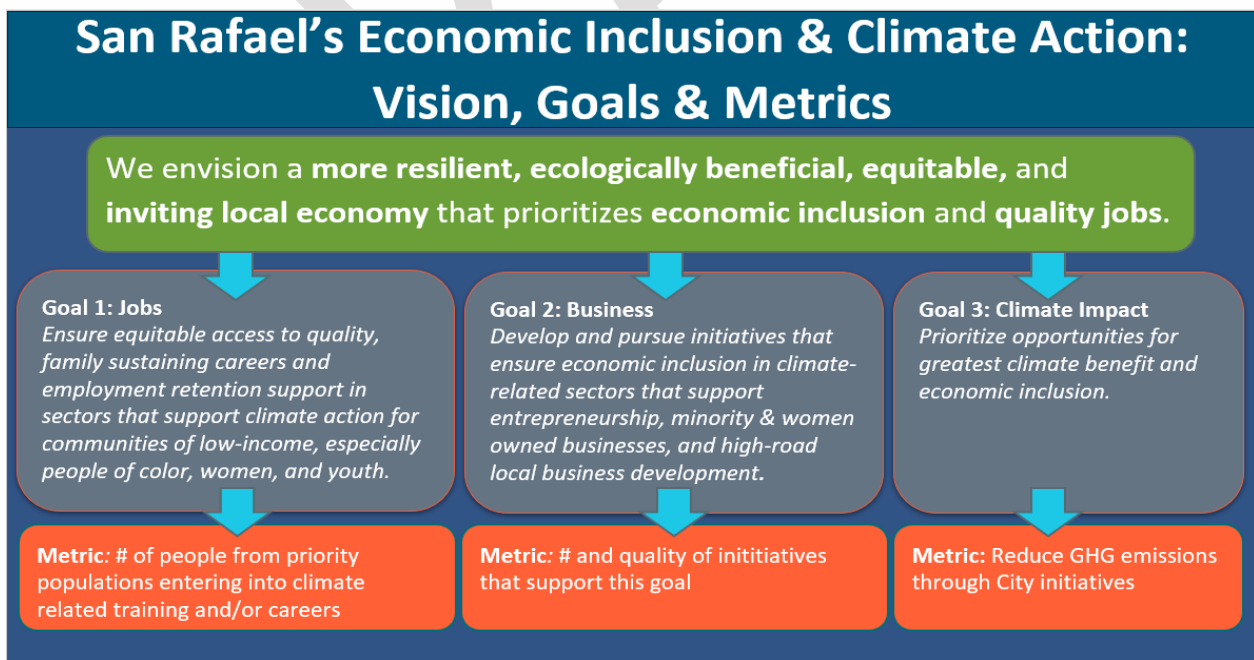 San Rafael’s Economic Inclusion & Climate Action:
Vision, Goals & Metrics
We envision a more resilient, ecologically beneficial, equitable, and
inviting local economy that prioritizes economic inclusion and quality jobs.
Goal 1: Jobs
Ensure equitable access to quality,
family sustaining careers and
employment retention support in
sectors that support climate action for
communities of low-income, especially
people of color, women, and youth.
Goal 2: Business
Develop and pursue initiatives that
ensure economic inclusion in climate-
related sectors that support
entrepreneurship, minority & women
owned businesses, and high-road
local business development.
Goal 3: Climate Impact
Prioritize opportunities for
greatest climate benefit and
economic inclusion.
Metric: # of people from priority
populations entering into climate
related training and/or careers
Metric: # and quality of inititiatives
that support this goal
Metric: Reduce GHG emissions
through City initiatives